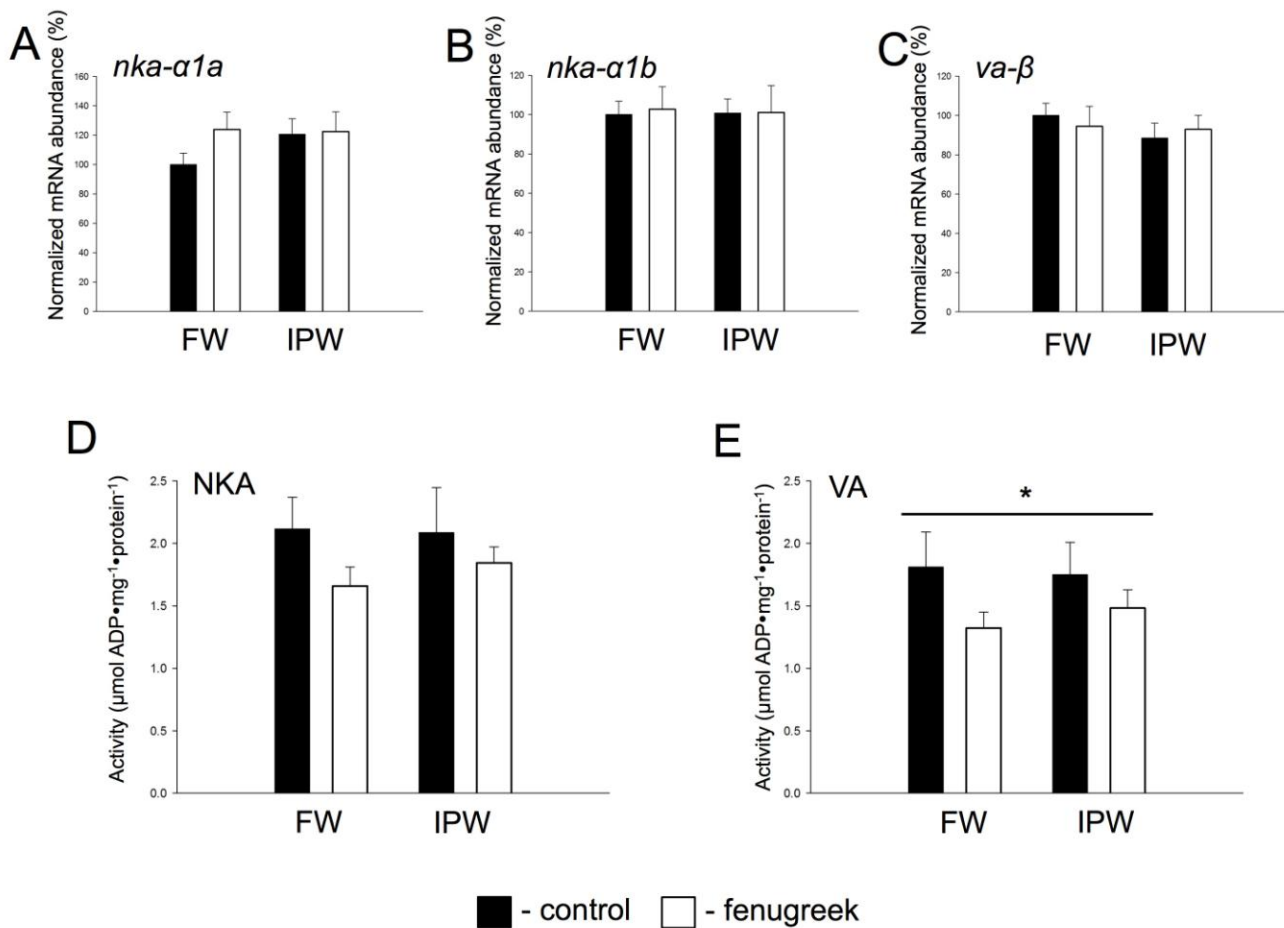 A
nka-α1a
Normalized mRNA abundance (%)
160
140
120
100
80
60
40
20
0
FW
IPW
B
nka-α1b
Normalized mRNA abundance (%)
120
100
80
60
40
20
0
FW
IPW
C
va-β
Normalized mRNA abundance (%)
120
100
80
60
40
20
0
FW
IPW
D
NKA
Activity (µmol ADP•mg⁻¹•protein⁻¹)
2.5
2.0
1.5
1.0
0.5
0.0
FW
IPW
E
VA
*
Activity (µmol ADP•mg⁻¹•protein⁻¹)
2.5
2.0
1.5
1.0
0.5
0.0
FW
IPW
- control
- fenugreek